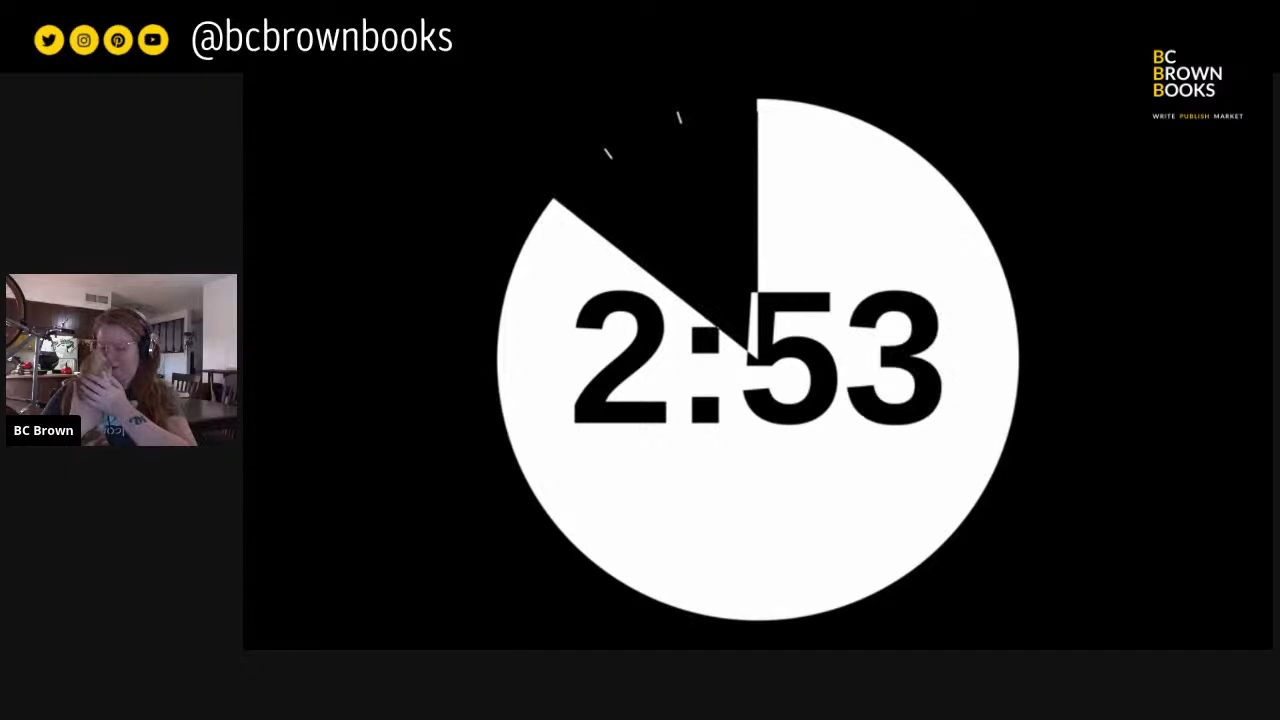 @bcbrownbooks
BC
BROWN
BOOKS
WRITE PUBLISH MARKET
2:53
BC Brown